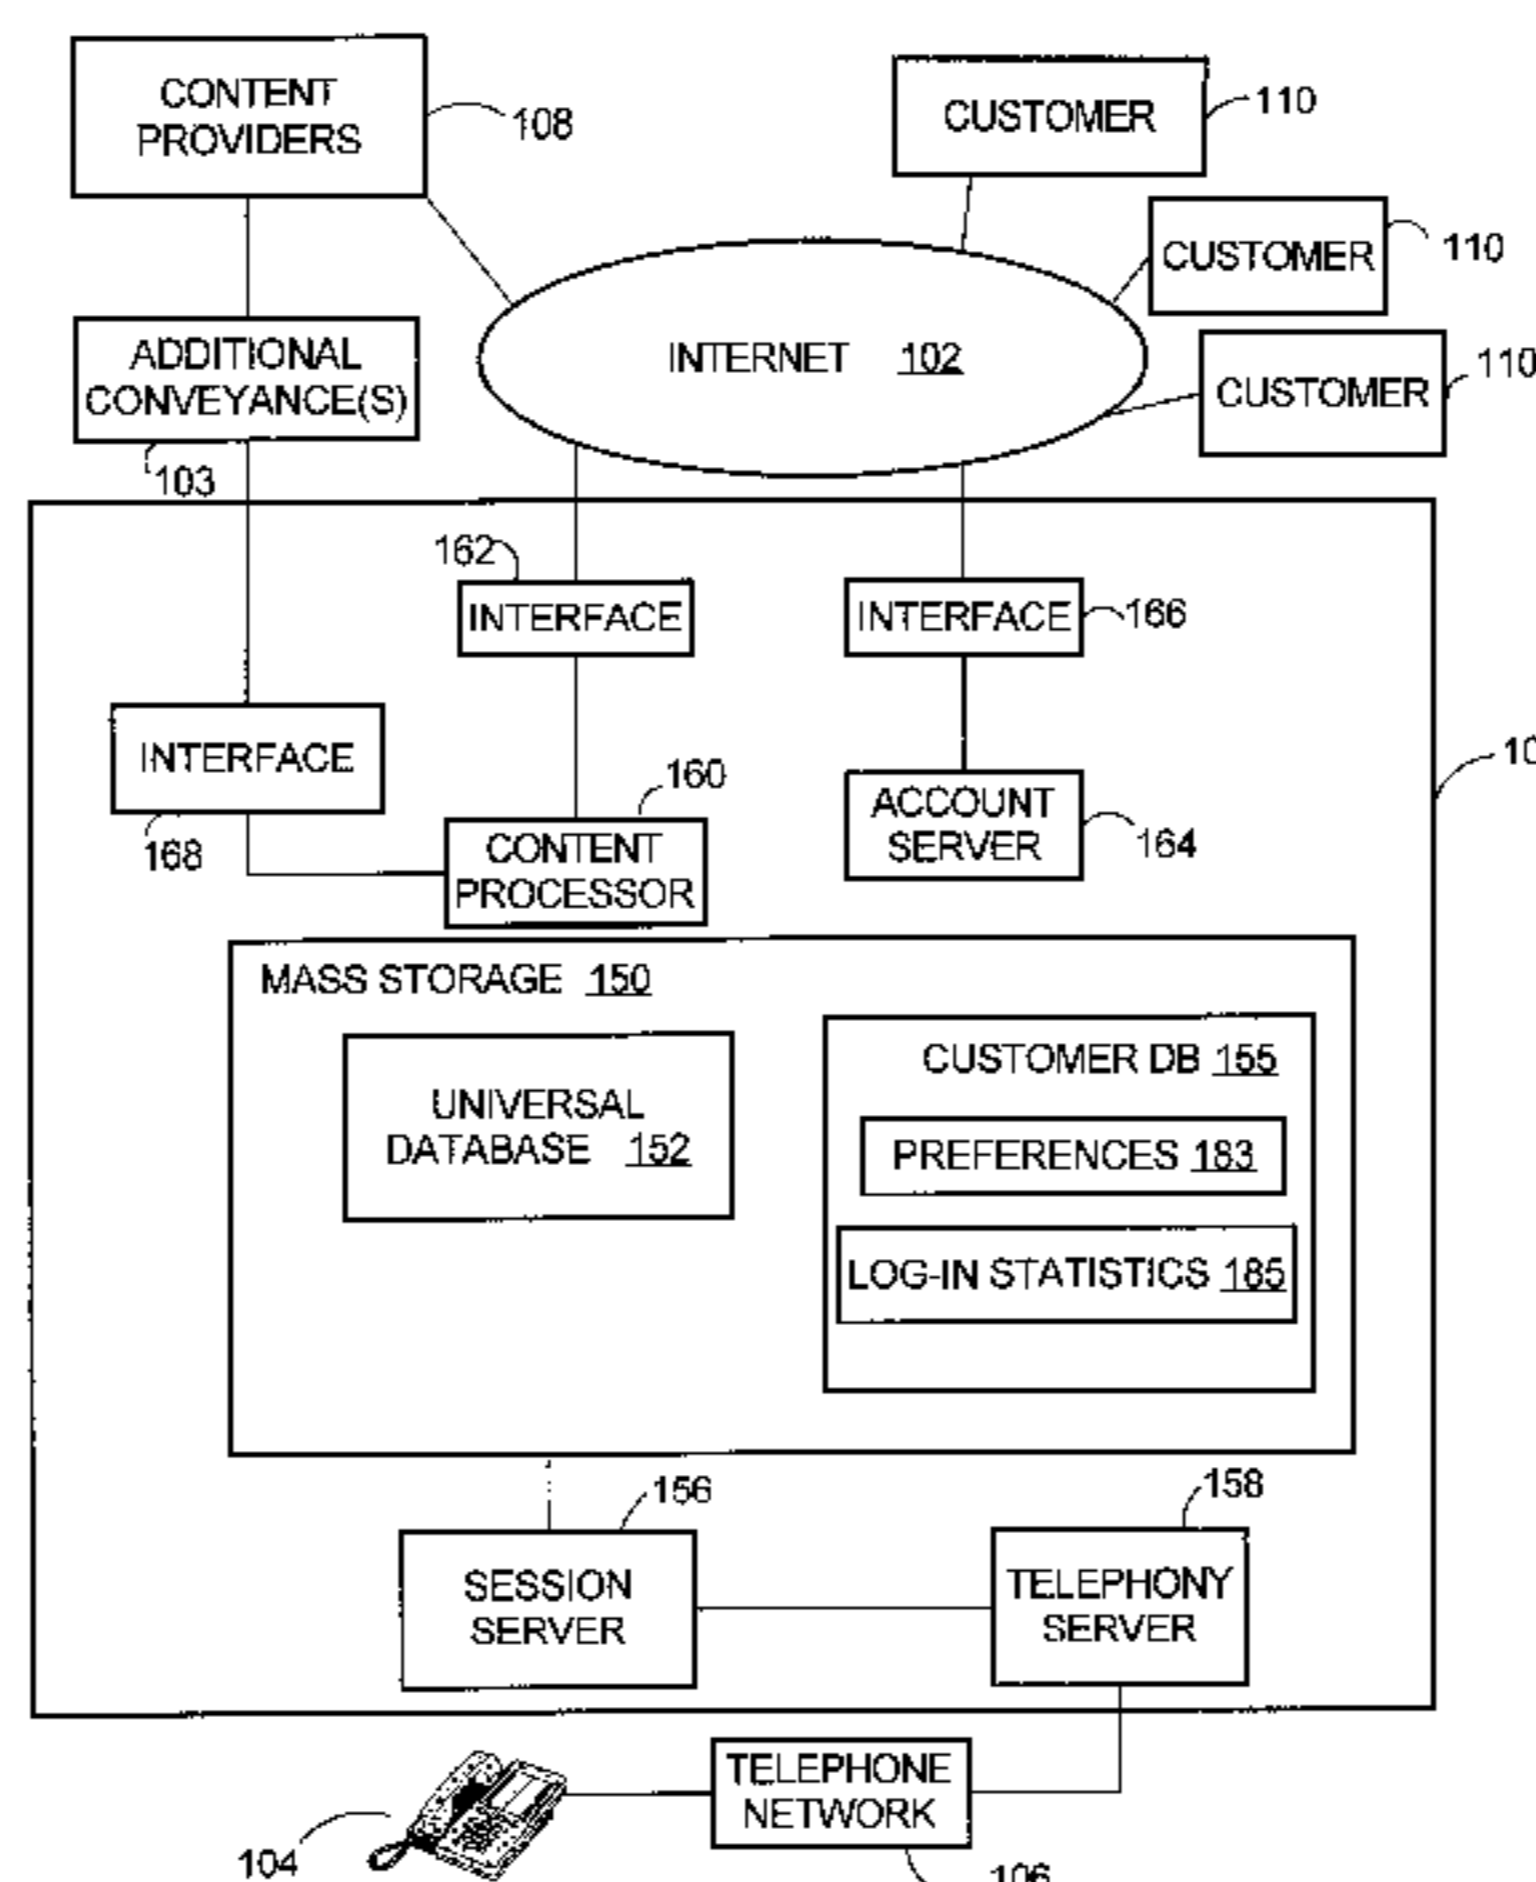 CONTENT
PROVIDERS
108
CUSTOMER
110
CUSTOMER
110
CUSTOMER
110
INTERNET 102
ADDITIONAL
CONVEYANCE(S)
103
162
INTERFACE
INTERFACE
166
INTERFACE
168
160
CONTENT
PROCESSOR
ACCOUNT
SERVER
164
MASS STORAGE 150
UNIVERSAL
DATABASE 152
CUSTOMER DB 155
PREFERENCES 183
LOG-IN STATISTICS 185
156
158
SESSION
SERVER
TELEPHONY
SERVER
TELEPHONE
NETWORK
104
106